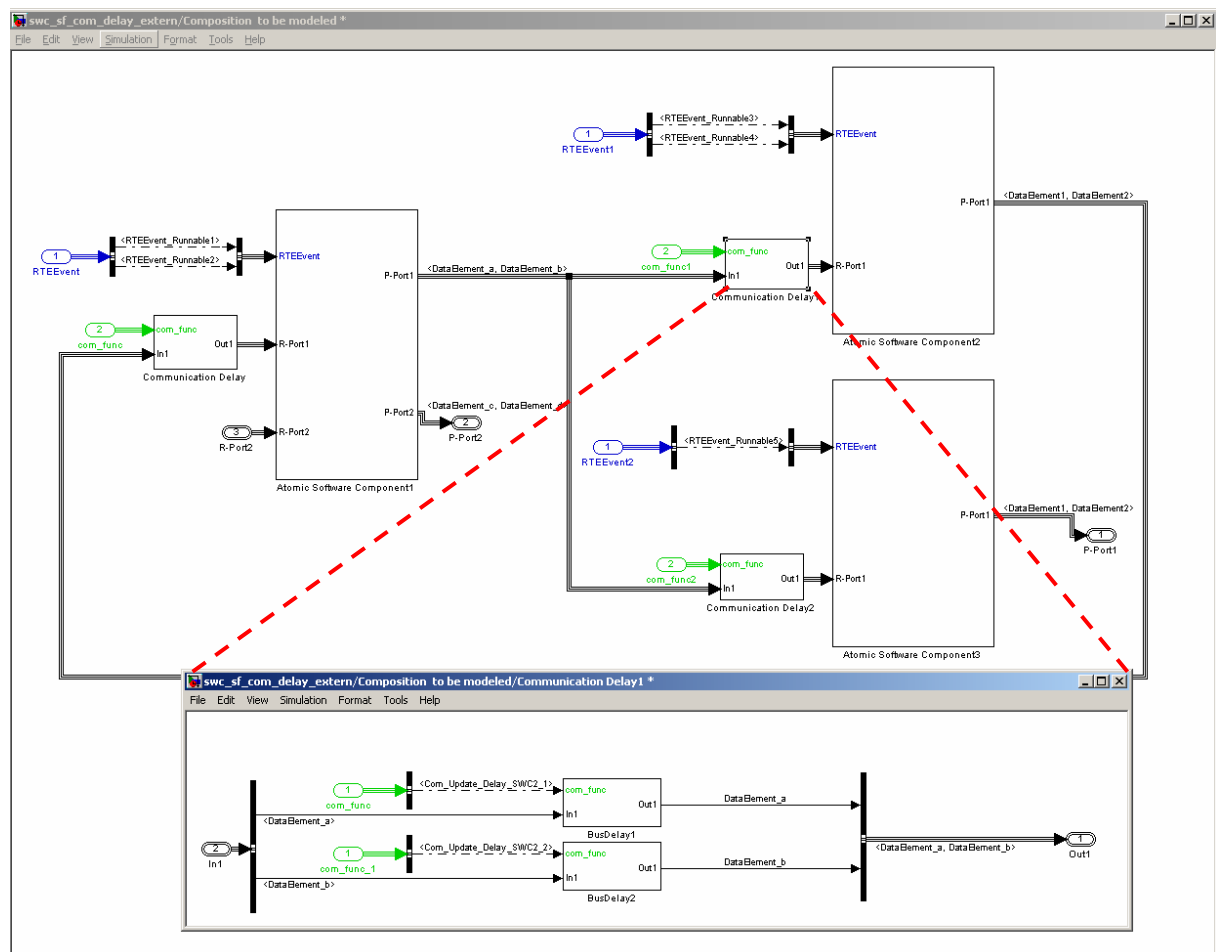 swc_sf_com_delay_extern/Composition to be modeled *
File Edit View Simulation Format Tools Help
<RTEEvent_Runnable3>
<RTEEvent_Runnable4>
1
RTEEvent1
RTEEvent
P-Port1
<DataElement1, DataElement2>
R-Port1
Atomic Software Component2
<RTEEvent_Runnable1>
<RTEEvent_Runnable2>
1
RTEEvent
RTEEvent
P-Port1
<DataElement_a, DataElement_b>
2
com_func
com_func
In1
Out1
Communication Delay
R-Port1
P-Port2
<DataElement_c, DataElement_d>
2
P-Port2
3
R-Port2
R-Port2
Atomic Software Component1
2
com_func1
com_func
In1
Out1
Communication Delay1
<RTEEvent_Runnable5>
1
RTEEvent2
RTEEvent
P-Port1
<DataElement1, DataElement2>
1
P-Port1
2
com_func2
com_func
In1
Out1
Communication Delay2
R-Port1
Atomic Software Component3
swc_sf_com_delay_extern/Composition to be modeled/Communication Delay1 *
File Edit View Simulation Format Tools Help
<Com_Update_Delay_SWC2_1>
1
com_func
com_func
Out1
In1
BusDelay1
DataElement_a
<DataElement_a>
<Com_Update_Delay_SWC2_2>
2
In1
1
com_func_1
com_func
Out1
In1
BusDelay2
DataElement_b
<DataElement_b>
<DataElement_a, DataElement_b>
1
Out1